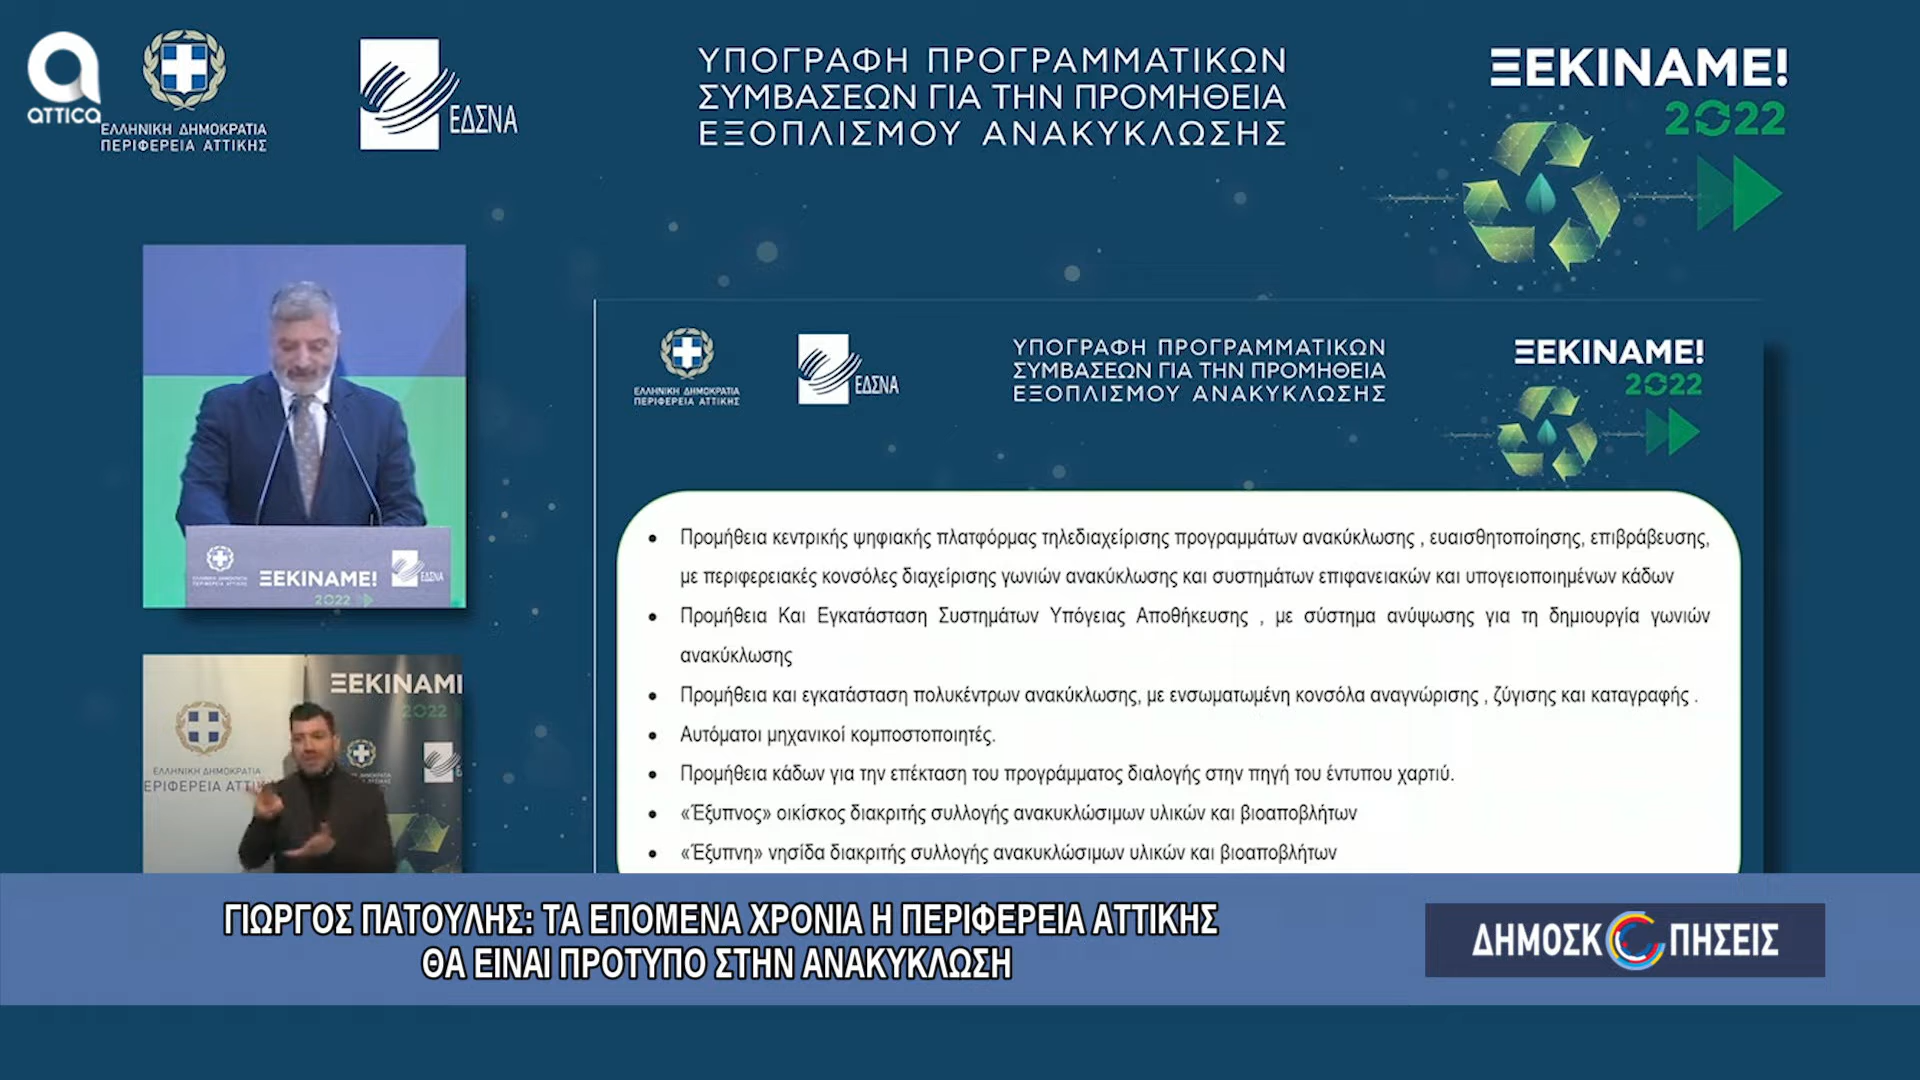 attica
ΕΛΛΗΝΙΚΗ ΔΗΜΟΚΡΑΤΙΑ
ΠΕΡΙΦΕΡΕΙΑ ΑΤΤΙΚΗΣ
ΕΔΣΝΑ
ΥΠΟΓΡΑΦΗ ΠΡΟΓΡΑΜΜΑΤΙΚΩΝ
ΣΥΜΒΑΣΕΩΝ ΓΙΑ ΤΗΝ ΠΡΟΜΗΘΕΙΑ
ΕΞΟΠΛΙΣΜΟΥ ΑΝΑΚΥΚΛΩΣΗΣ
ΞΕΚΙΝΑΜΕ!
2022
ΕΛΛΗΝΙΚΗ ΔΗΜΟΚΡΑΤΙΑ
ΠΕΡΙΦΕΡΕΙΑ ΑΤΤΙΚΗΣ
ΕΔΣΝΑ
ΥΠΟΓΡΑΦΗ ΠΡΟΓΡΑΜΜΑΤΙΚΩΝ
ΣΥΜΒΑΣΕΩΝ ΓΙΑ ΤΗΝ ΠΡΟΜΗΘΕΙΑ
ΕΞΟΠΛΙΣΜΟΥ ΑΝΑΚΥΚΛΩΣΗΣ
ΞΕΚΙΝΑΜΕ!
2022
• Προμήθεια κεντρικής ψηφιακής πλατφόρμας τηλεδιαχείρισης προγραμμάτων ανακύκλωσης , ευαισθητοποίησης, επιβράβευσης,
με περιφερειακές κονσόλες διαχείρισης γωνιών ανακύκλωσης και συστημάτων επιφανειακών και υπογειοποιημένων κάδων
• Προμήθεια Και Εγκατάσταση Συστημάτων Υπόγειας Αποθήκευσης , με σύστημα ανύψωσης για τη δημιουργία γωνιών
ανακύκλωσης
• Προμήθεια και εγκατάσταση πολυκέντρων ανακύκλωσης, με ενσωματωμένη κονσόλα αναγνώρισης , ζύγισης και καταγραφής .
• Αυτόματοι μηχανικοί κομποστοποιητές.
• Προμήθεια κάδων για την επέκταση του προγράμματος διαλογής στην πηγή του έντυπου χαρτιύ.
• «Έξυπνος» οικίσκος διακριτής συλλογής ανακυκλώσιμων υλικών και βιοαποβλήτων
• «Έξυπνη» νησίδα διακριτής συλλογής ανακυκλώσιμων υλικών και βιοαποβλήτων
ΞΕΚΙΝΑΜΕ!
ΕΔΣΝΑ
2022
ΞΕΚΙΝΑΜ
2022
ΕΛΛΗΝΙΚΗ ΔΗΜΟΚΡΑΤΙΑ
ΕΡΙΦΕΡΕΙΑ ΑΤΤΙΚ
ΓΙΩΡΓΟΣ ΠΑΤΟΥΛΗΣ: ΤΑ ΕΠΟΜΕΝΑ ΧΡΟΝΙΑ Η ΠΕΡΙΦΕΡΕΙΑ ΑΤΤΙΚΗΣ
ΘΑ ΕΙΝΑΙ ΠΡΟΤΥΠΟ ΣΤΗΝ ΑΝΑΚΥΚΛΩΣΗ
ΔΗΜΟΣΚΟΠΗΣΕΙΣ